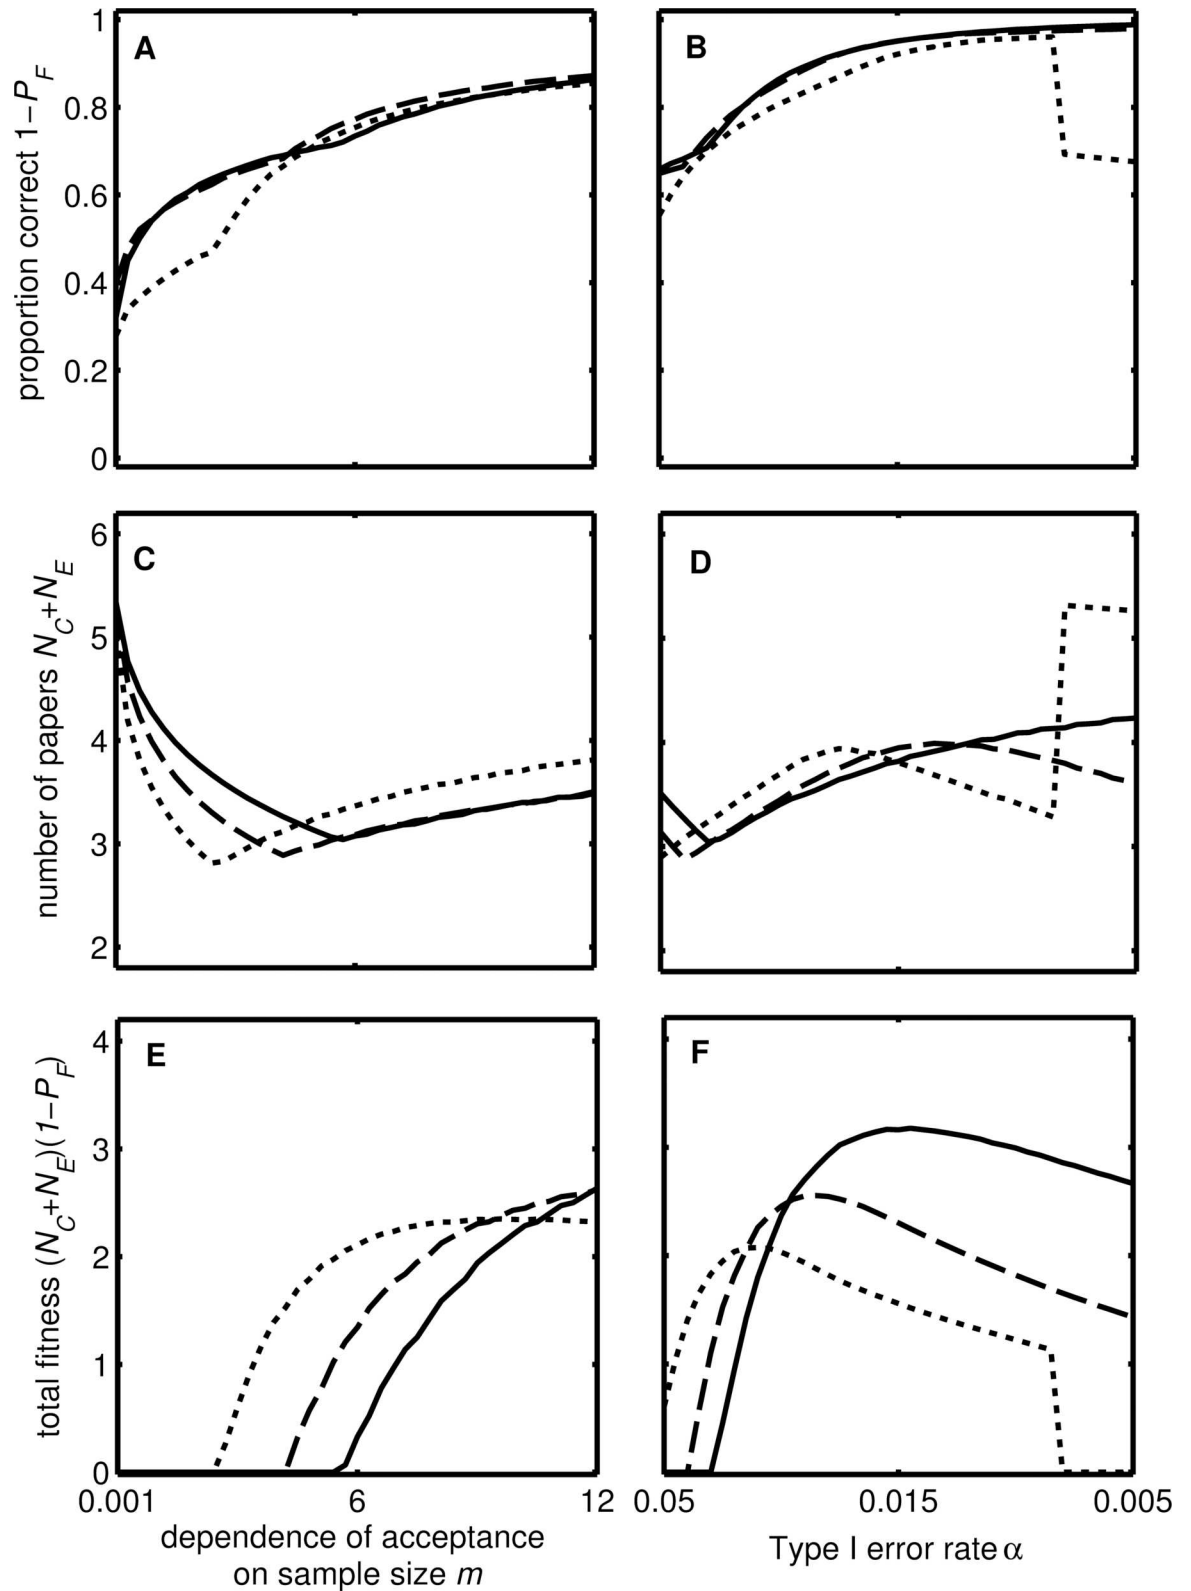 A
proportion correct 1−P_F
1
0.8
0.6
0.4
0.2
0
B
C
number of papers N_C+N_E
6
5
4
3
2
D
E
total fitness (N_C+N_E)(1−P_F)
4
3
2
1
0
0.001 6 12
dependence of acceptance
on sample size m
F
0.05 0.015 0.005
Type I error rate α